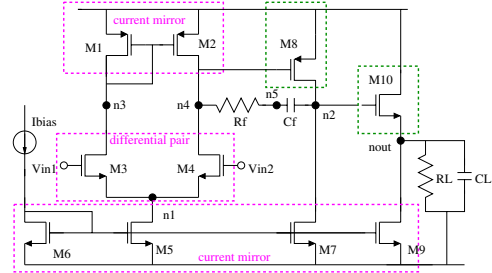 current mirror
M1
M2
M8
M10
n3
n4
n5
Rf
Cf
n2
Ibias
differential pair
nout
Vin1
M3
M4
Vin2
RL
CL
n1
M6
M5
M7
M9
current mirror